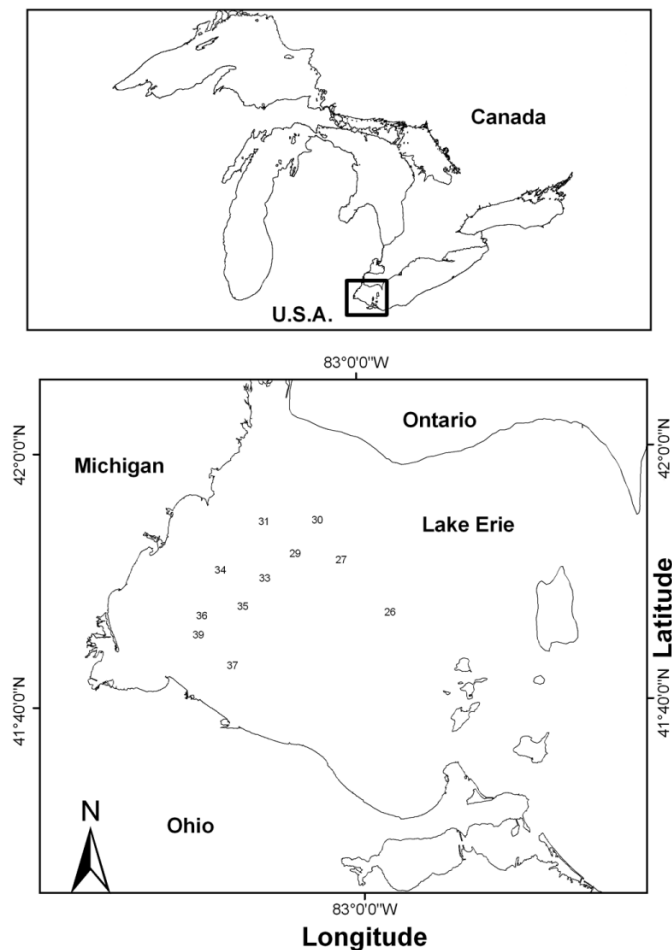 Canada
U.S.A.
83°0'0"W
Ontario
42°0'0"N
42°0'0"N
Michigan
31
30
Lake Erie
29
27
34
33
35
26
36
39
37
Latitude
41°40'0"N
41°40'0"N
N
Ohio
83°0'0"W
Longitude